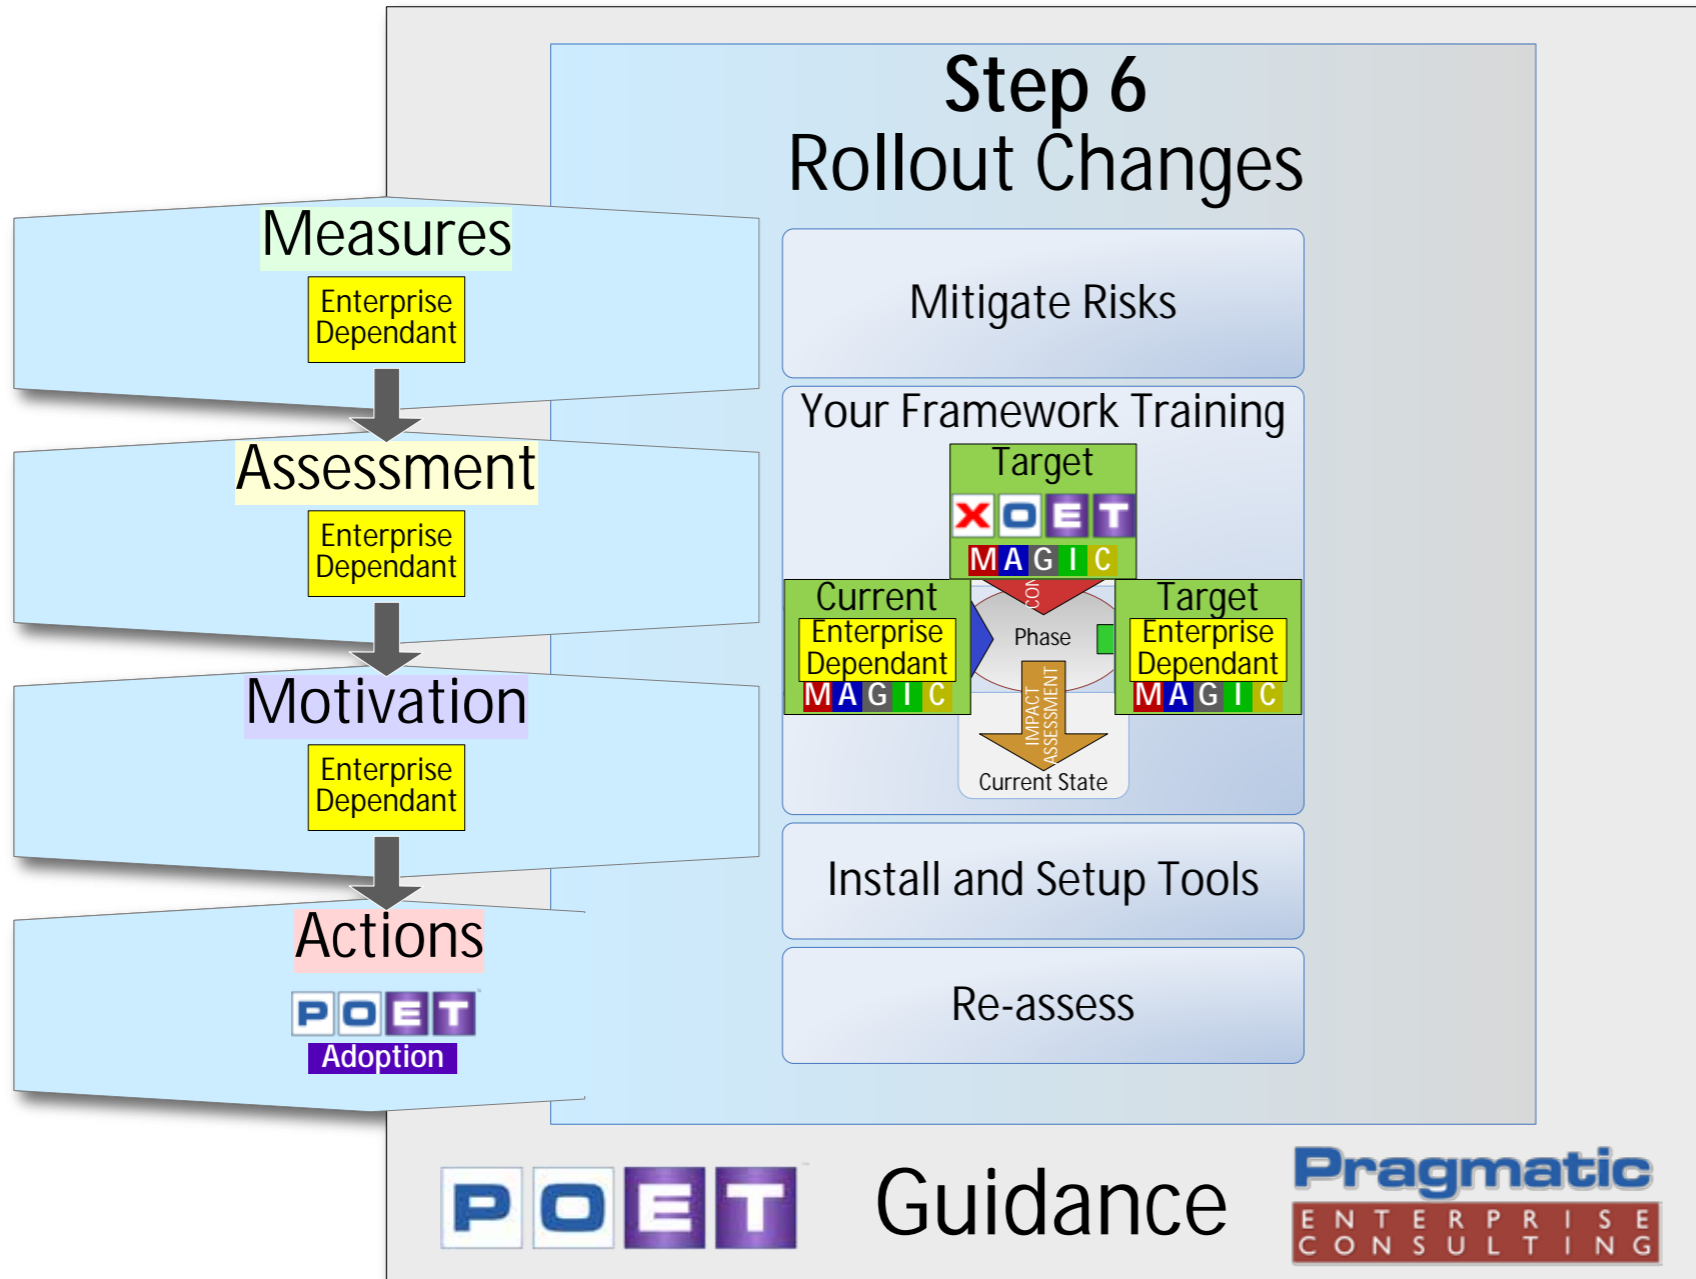 Step 6
Rollout Changes
Measures
Enterprise
Dependant
Assessment
Enterprise
Dependant
Motivation
Enterprise
Dependant
Actions
POET
Adoption
Mitigate Risks
Your Framework Training
Target
XOET
MAGIC
CON
Current
Enterprise
Dependant
MAGIC
Phase
Target
Enterprise
Dependant
MAGIC
IMPACT
ASSESSMENT
Current State
Install and Setup Tools
Re-assess
POET
Guidance
Pragmatic
ENTERPRISE
CONSULTING